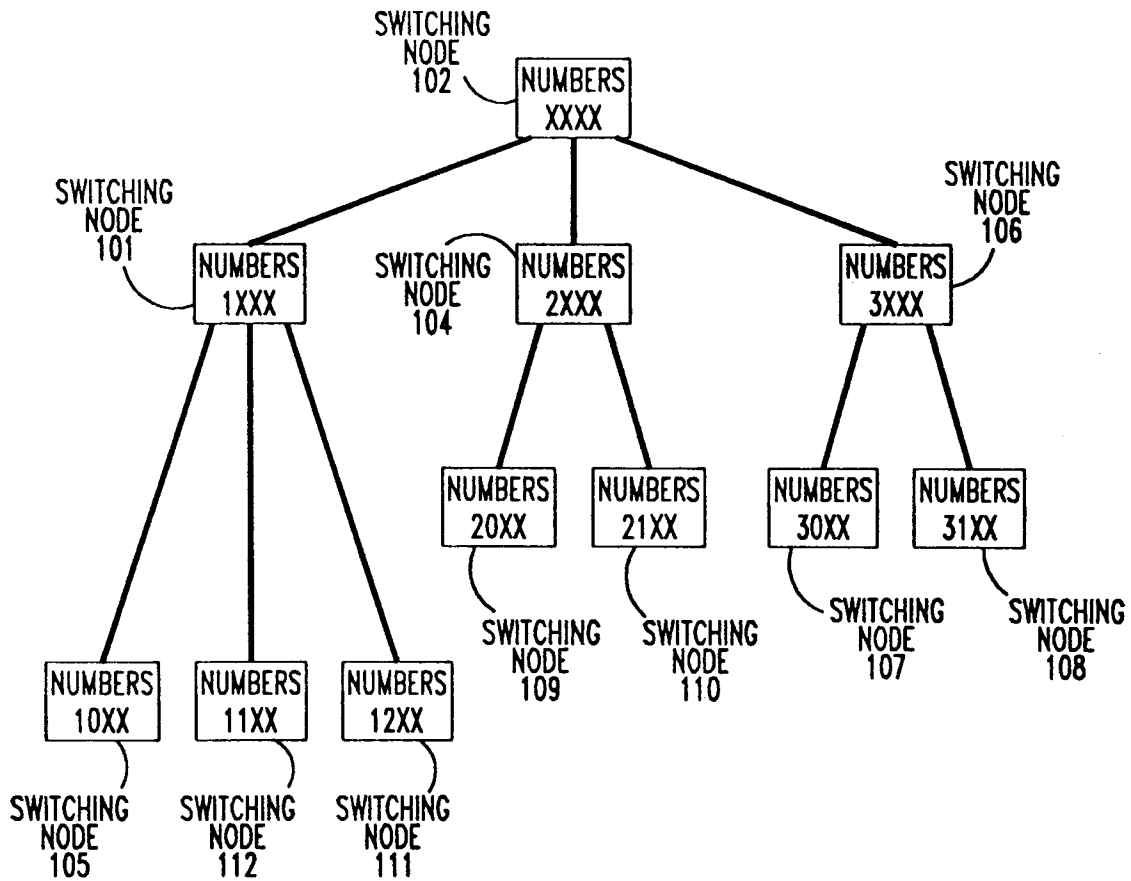 SWITCHING
NODE
102
NUMBERS
XXXX
SWITCHING
NODE
101
NUMBERS
1XXX
SWITCHING
NODE
104
NUMBERS
2XXX
SWITCHING
NODE
106
NUMBERS
3XXX
NUMBERS
20XX
NUMBERS
21XX
NUMBERS
30XX
NUMBERS
31XX
SWITCHING
NODE
109
SWITCHING
NODE
110
SWITCHING
NODE
107
SWITCHING
NODE
108
NUMBERS
10XX
NUMBERS
11XX
NUMBERS
12XX
SWITCHING
NODE
105
SWITCHING
NODE
112
SWITCHING
NODE
111